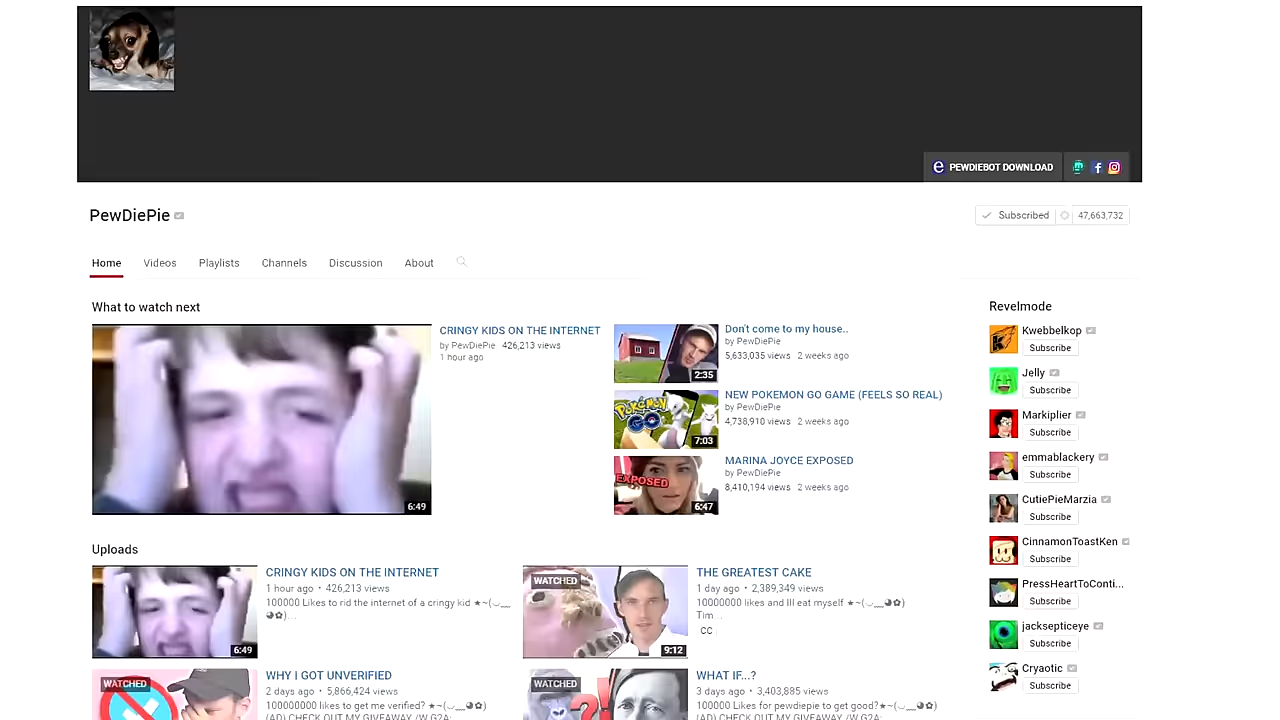 PEWDIEBOT DOWNLOAD
PewDiePie
Subscribed 47,663,732
Home Videos Playlists Channels Discussion About
What to watch next
6:49
CRINGY KIDS ON THE INTERNET
by PewDiePie 426,213 views
1 hour ago
2:35
Don't come to my house..
by PewDiePie
5,633,035 views 2 weeks ago
POKÉMON GO
7:03
NEW POKEMON GO GAME (FEELS SO REAL)
by PewDiePie
4,738,910 views 2 weeks ago
EXPOSED
6:47
MARINA JOYCE EXPOSED
by PewDiePie
8,410,194 views 2 weeks ago
Uploads
6:49
CRINGY KIDS ON THE INTERNET
1 hour ago • 426,213 views
100000 Likes to rid the internet of a cringy kid ★~(◡﹏◕✿)...
WATCHED
9:12
THE GREATEST CAKE
1 day ago • 2,389,349 views
10000000 likes and Ill eat myself ★~(◡﹏◕✿)
Tim...
CC
WATCHED
WHY I GOT UNVERIFIED
2 days ago • 5,866,424 views
100000000 likes to get me verified? ★~(◡﹏◕✿)
(AD) CHECK OUT MY GIVEAWAY /W G2A:
WATCHED
?!
WHAT IF...?
3 days ago • 3,403,885 views
100000 Likes for pewdiepie to get good?★~(◡﹏◕✿)
(AD) CHECK OUT MY GIVEAWAY /W G2A:
Revelmode
Kwebbelkop
Subscribe
Jelly
Subscribe
Markiplier
Subscribe
emmablackery
Subscribe
CutiePieMarzia
Subscribe
CinnamonToastKen
Subscribe
PressHeartToConti...
Subscribe
jacksepticeye
Subscribe
Cryaotic
Subscribe